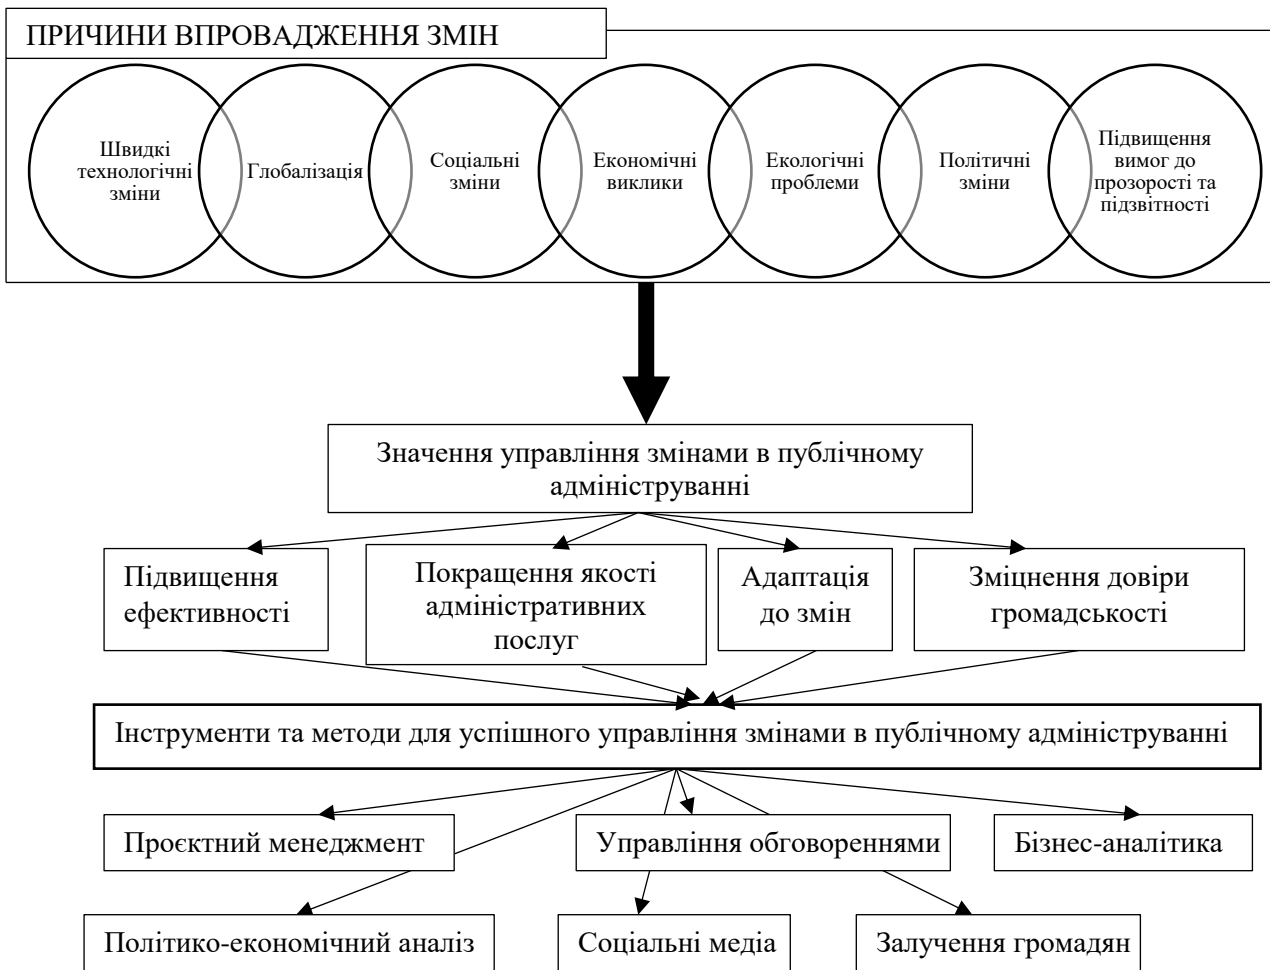 ПРИЧИНИ ВПРОВАДЖЕННЯ ЗМІН
Швидкі
технологічні
зміни
Глобалізація
Соціальні
зміни
Економічні
виклики
Екологічні
проблеми
Політичні
зміни
Підвищення
вимог до
прозорості та
підзвітності
Значення управління змінами в публічному
адмініструванні
Підвищення
ефективності
Покращення якості
адміністративних
послуг
Адаптація
до змін
Зміцнення довіри
громадськості
Інструменти та методи для успішного управління змінами в публічному адмініструванні
Проєктний менеджмент
Управління обговореннями
Бізнес-аналітика
Політико-економічний аналіз
Соціальні медіа
Залучення громадян